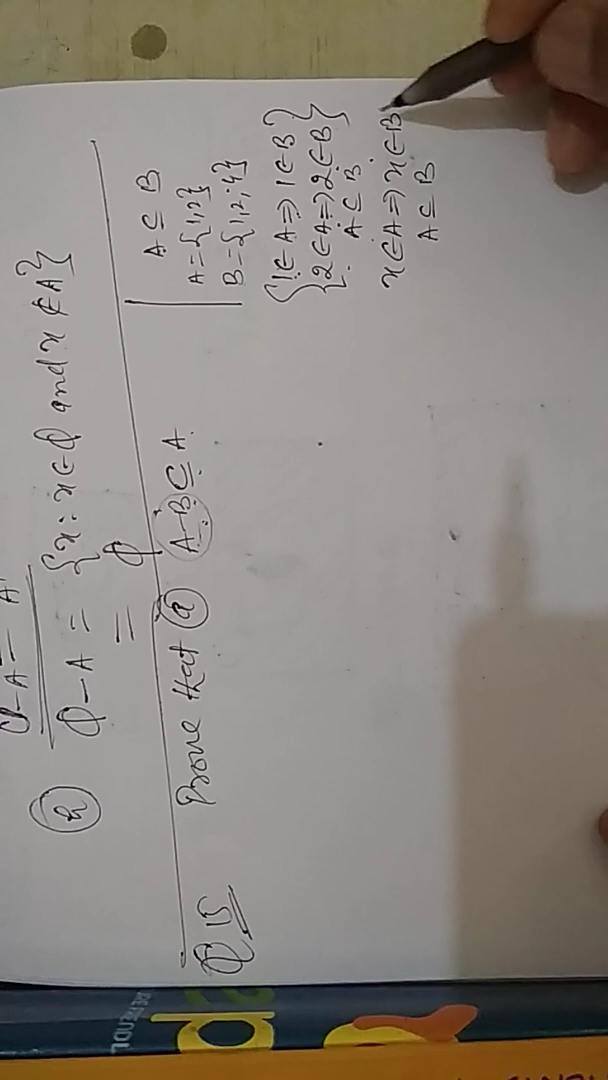 (h) φ - A = {x : x ∈ φ and x ∉ A}
= φ
Q 15 Prove that (a) A-B ⊆ A.
A ⊆ B
A = {1,2}
B = {1,2,4}
{1 ∈ A ⇒ 1 ∈ B
2 ∈ A ⇒ 2 ∈ B}
A ⊆ B
x ∈ A ⇒ x ∈ B
A ⊆ B